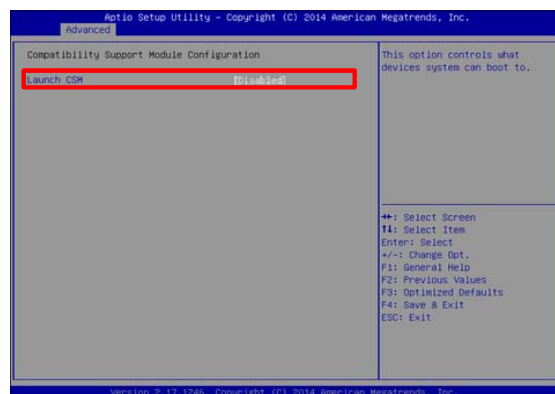 Aptio Setup Utility – Copyright (C) 2014 American Megatrends, Inc.
Advanced
Compatibility Support Module Configuration
Launch CSM [Disabled]
This option controls what
devices system can boot to.
↔: Select Screen
↑↓: Select Item
Enter: Select
+/-: Change Opt.
F1: General Help
F2: Previous Values
F3: Optimized Defaults
F4: Save & Exit
ESC: Exit
Version 2.17.1246. Copyright (C) 2014 American Megatrends, Inc.